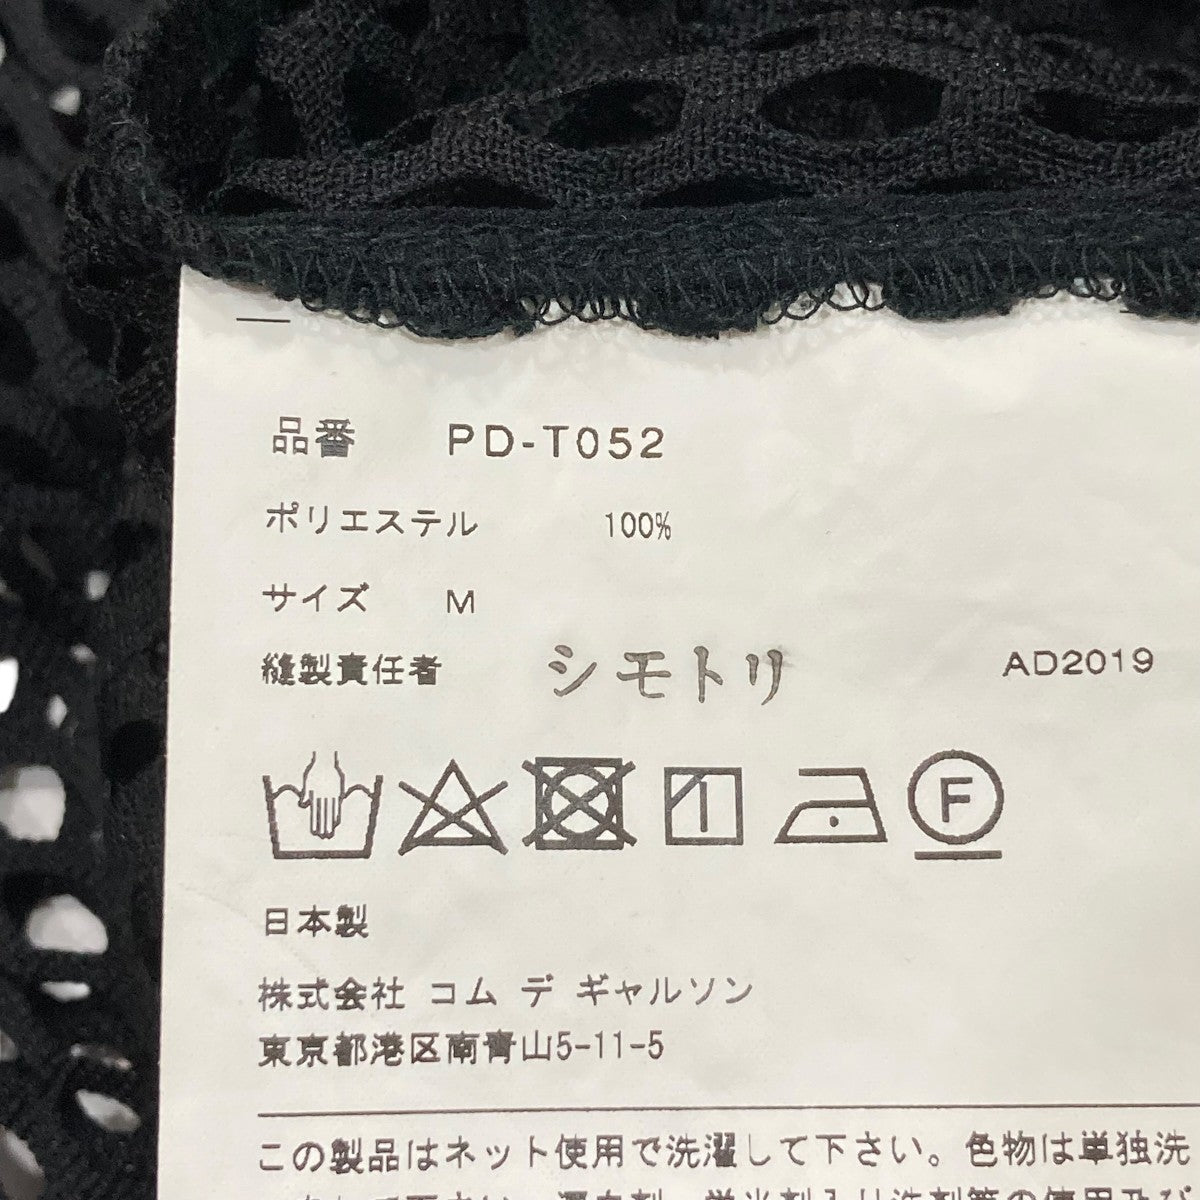 品番 PD-T052
ポリエステル 100%
サイズ M
縫製責任者 シモトリ AD2019
1 F
日本製
株式会社 コム デ ギャルソン
東京都港区南青山5-11-5
この製品はネット使用で洗濯して下さい。色物は単独洗